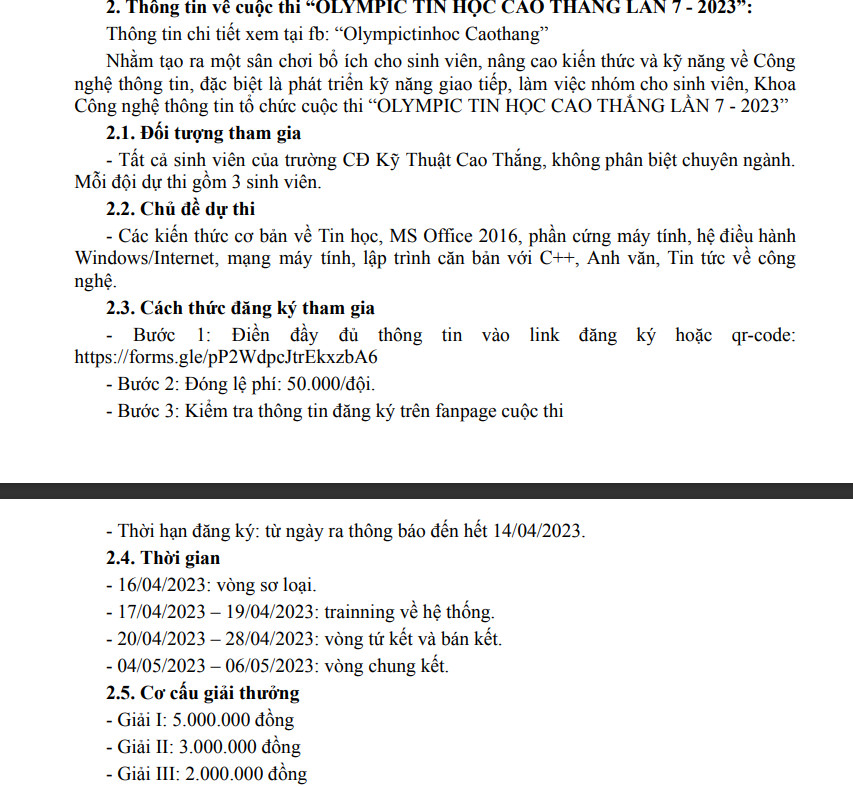 2. Thông tin về cuộc thi “OLYMPIC TIN HỌC CAO THẮNG LẦN 7 - 2023”:
Thông tin chi tiết xem tại fb: “Olympictinhoc Caothang”
Nhằm tạo ra một sân chơi bổ ích cho sinh viên, nâng cao kiến thức và kỹ năng về Công
nghệ thông tin, đặc biệt là phát triển kỹ năng giao tiếp, làm việc nhóm cho sinh viên, Khoa
Công nghệ thông tin tổ chức cuộc thi “OLYMPIC TIN HỌC CAO THẮNG LẦN 7 - 2023”
2.1. Đối tượng tham gia
- Tất cả sinh viên của trường CĐ Kỹ Thuật Cao Thắng, không phân biệt chuyên ngành.
Mỗi đội dự thi gồm 3 sinh viên.
2.2. Chủ đề dự thi
- Các kiến thức cơ bản về Tin học, MS Office 2016, phần cứng máy tính, hệ điều hành
Windows/Internet, mạng máy tính, lập trình căn bản với C++, Anh văn, Tin tức về công
nghệ.
2.3. Cách thức đăng ký tham gia
- Bước 1: Điền đầy đủ thông tin vào link đăng ký hoặc qr-code:
https://forms.gle/pP2WdpcJtrEkxzbA6
- Bước 2: Đóng lệ phí: 50.000/đội.
- Bước 3: Kiểm tra thông tin đăng ký trên fanpage cuộc thi
- Thời hạn đăng ký: từ ngày ra thông báo đến hết 14/04/2023.
2.4. Thời gian
- 16/04/2023: vòng sơ loại.
- 17/04/2023 – 19/04/2023: trainning về hệ thống.
- 20/04/2023 – 28/04/2023: vòng tứ kết và bán kết.
- 04/05/2023 – 06/05/2023: vòng chung kết.
2.5. Cơ cấu giải thưởng
- Giải I: 5.000.000 đồng
- Giải II: 3.000.000 đồng
- Giải III: 2.000.000 đồng